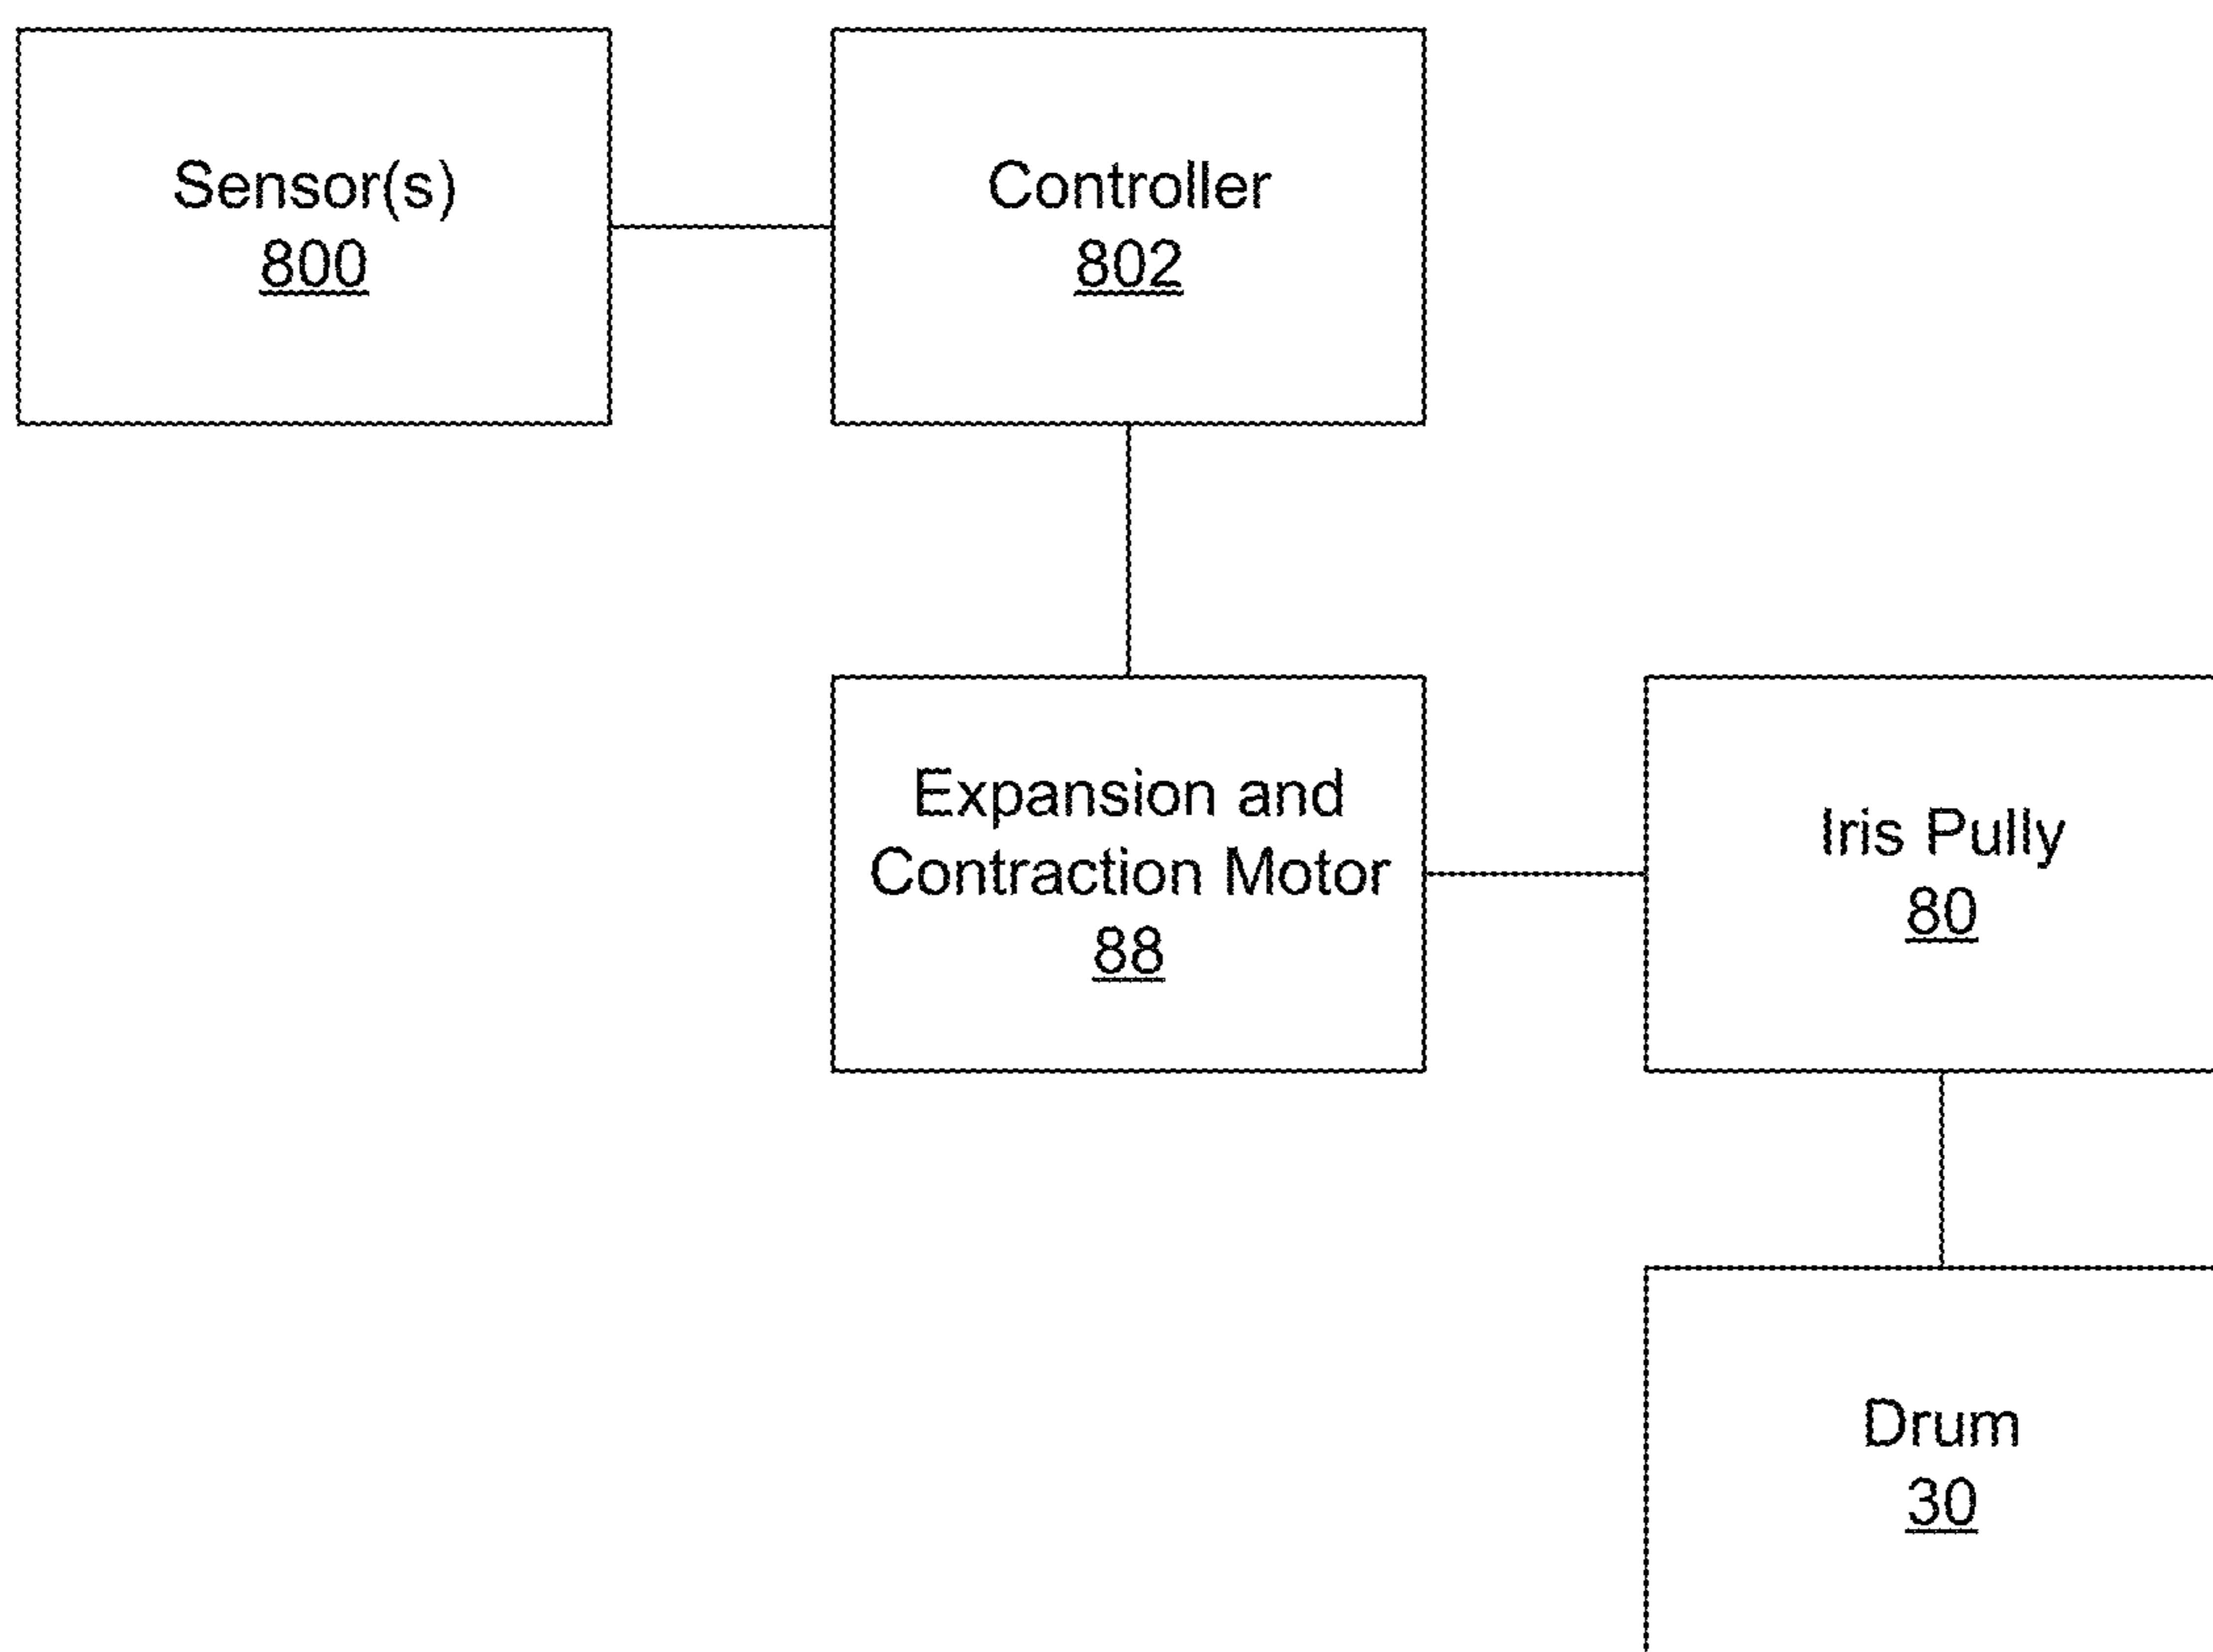 Sensor(s)
800
Controller
802
Expansion and
Contraction Motor
88
Iris Pully
80
Drum
30